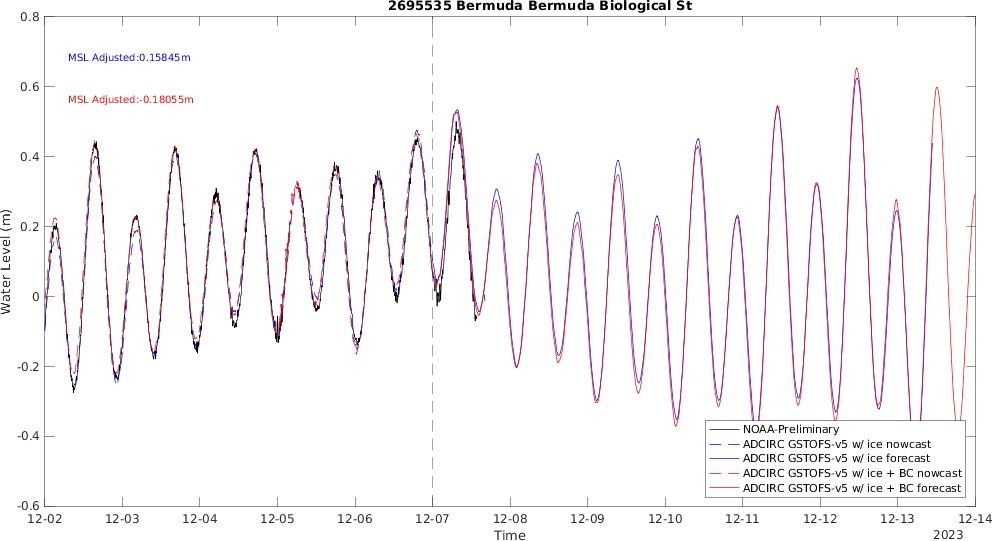 2695535 Bermuda Bermuda Biological St
0.8
MSL Adjusted:0.15845m
0.6
MSL Adjusted:-0.18055m
0.4
0.2
Water Level (m)
0
-0.2
-0.4
NOAA-Preliminary
ADCIRC GSTOFS-v5 w/ ice nowcast
ADCIRC GSTOFS-v5 w/ ice forecast
ADCIRC GSTOFS-v5 w/ ice + BC nowcast
ADCIRC GSTOFS-v5 w/ ice + BC forecast
-0.6
12-02 12-03 12-04 12-05 12-06 12-07 12-08 12-09 12-10 12-11 12-12 12-13 12-14
Time
2023